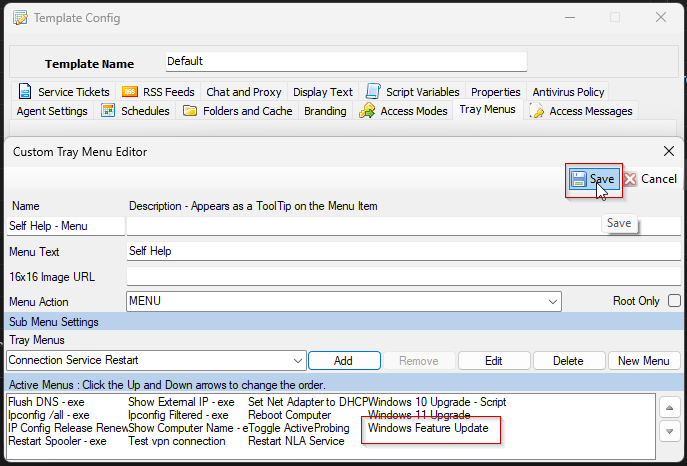 Template Config
Template Name Default
Service Tickets RSS Feeds Chat and Proxy Display Text Script Variables Properties Antivirus Policy
Agent Settings Schedules Folders and Cache Branding Access Modes Tray Menus Access Messages
Custom Tray Menu Editor
Save Cancel
Name Description - Appears as a ToolTip on the Menu Item
Save
Self Help - Menu
Menu Text Self Help
16x16 Image URL
Menu Action MENU Root Only
Sub Menu Settings
Tray Menus
Connection Service Restart Add Remove Edit Delete New Menu
Active Menus : Click the Up and Down arrows to change the order.
Flush DNS - exe Show External IP - exe Set Net Adapter to DHCP Windows 10 Upgrade - Script
Ipconfig /all - exe Ipconfig Filtered - exe Reboot Computer Windows 11 Upgrade
IP Config Release Renew Show Computer Name - e Toggle ActiveProbing Windows Feature Update
Restart Spooler - exe Test vpn connection Restart NLA Service